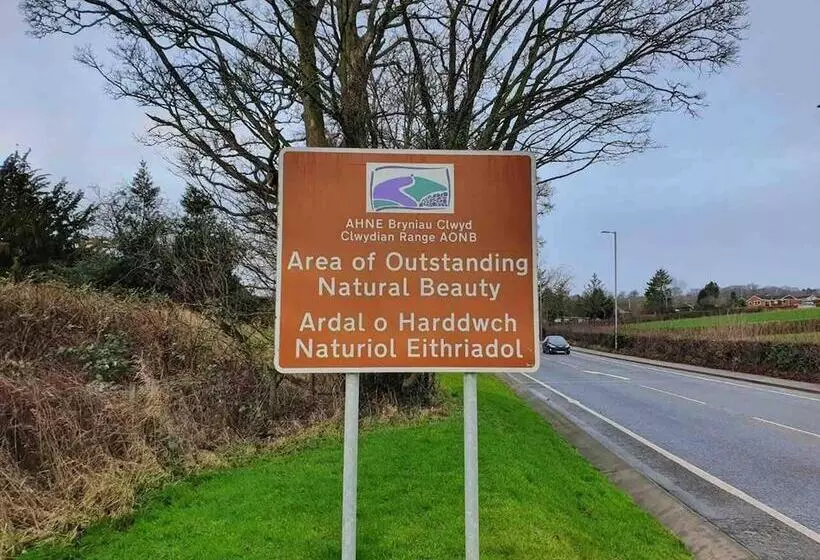 AHNE Bryniau Clwyd
Clwydian Range AONB
Area of Outstanding
Natural Beauty
Ardal o Harddwch
Naturiol Eithriadol